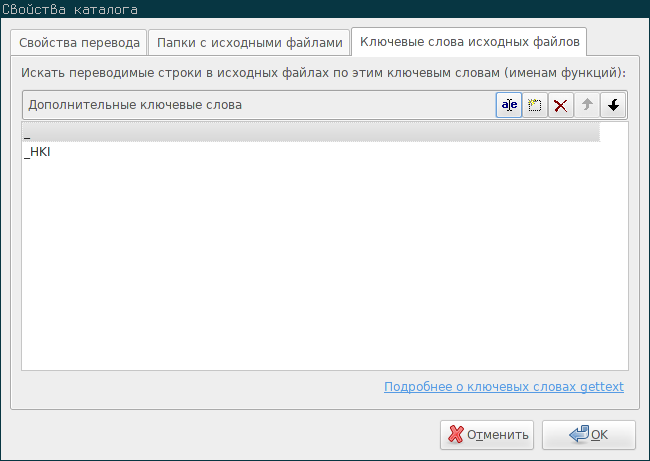 Свойства каталога
Свойства перевода Папки с исходными файлами Ключевые слова исходных файлов
Искать переводимые строки в исходных файлах по этим ключевым словам (именам функций):
Дополнительные ключевые слова
_
_HKI
Подробнее о ключевых словах gettext
Отменить OK